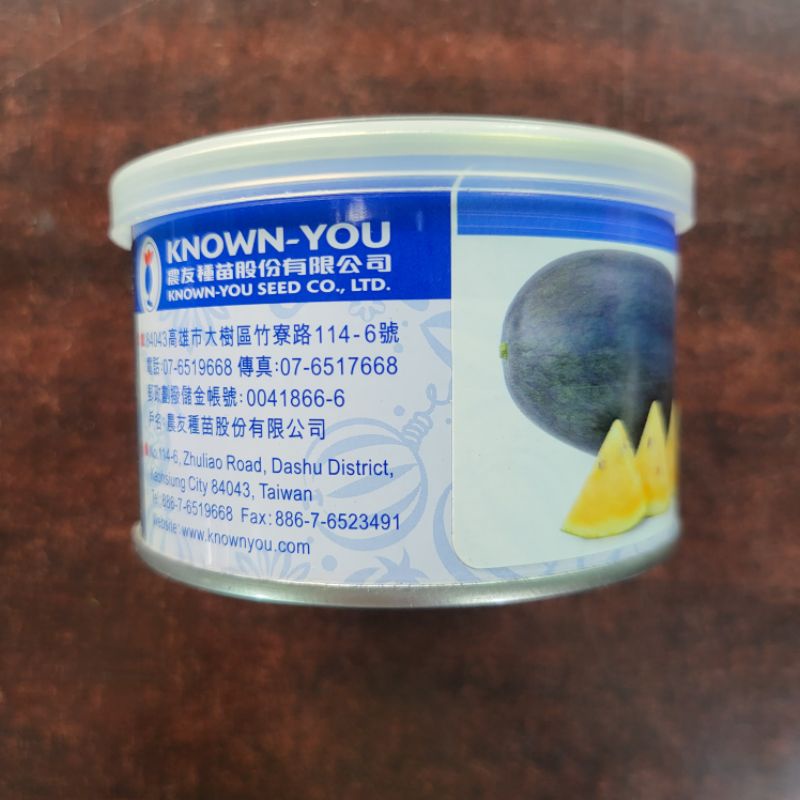 KNOWN-YOU
農友種苗股份有限公司
KNOWN-YOU SEED CO., LTD.
84043高雄市大樹區竹寮路114-6號
電話:07-6519668 傳真:07-6517668
郵政劃撥儲金帳號:0041866-6
戶名:農友種苗股份有限公司
No.114-6, Zhuliao Road, Dashu District,
Kaohsiung City 84043, Taiwan
Tel:886-7-6519668 Fax:886-7-6523491
Website: www.knownyou.com